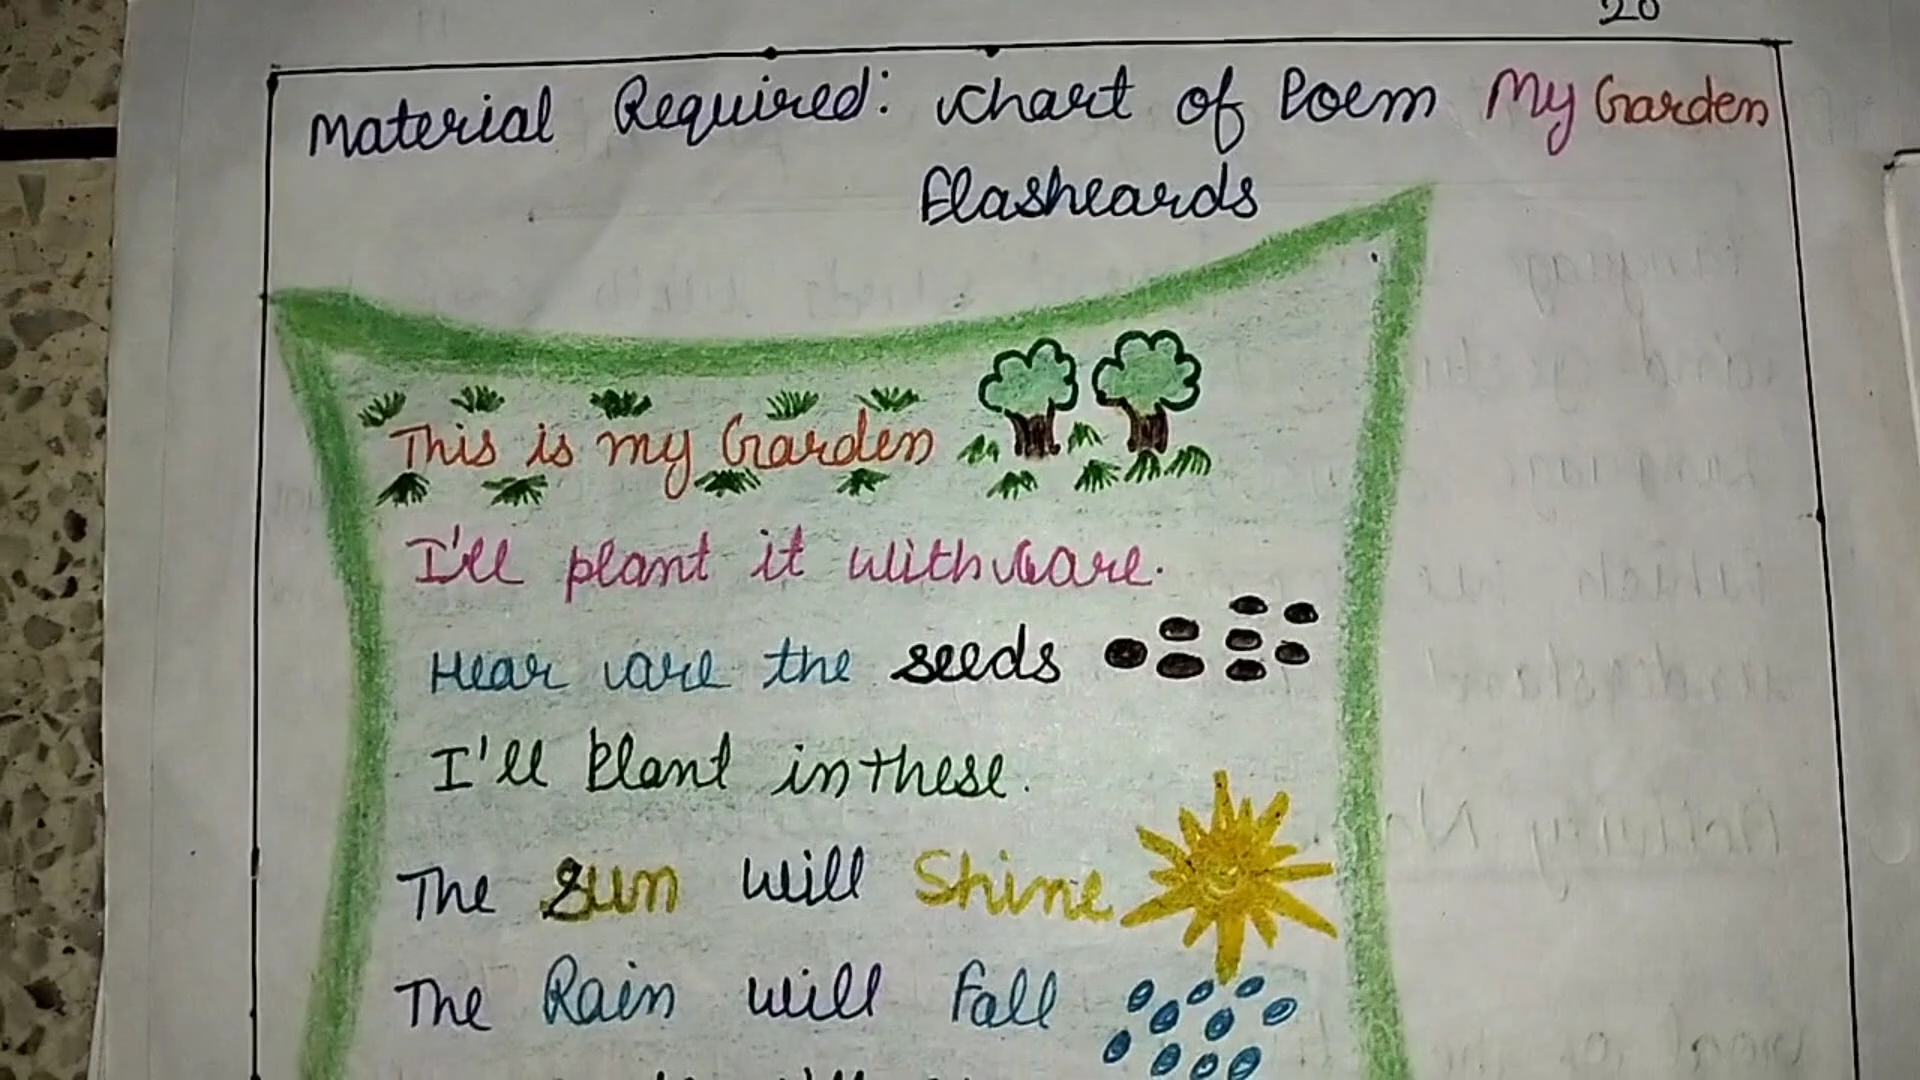 20
Material Required: chart of Poem My Garden
flashcards
This is my Garden
I'll plant it with care.
Hear are the seeds
I'll Plant in these.
The Sun will Shine
The Rain will Fall